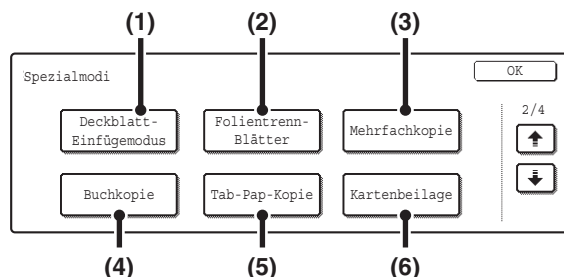 (1) (2) (3)
Spezialmodi
OK
Deckblatt-
Einfügemodus
Folientrenn-
Blätter
Mehrfachkopie
2/4
Buchkopie
Tab-Pap-Kopie
Kartenbeilage
(4) (5) (6)